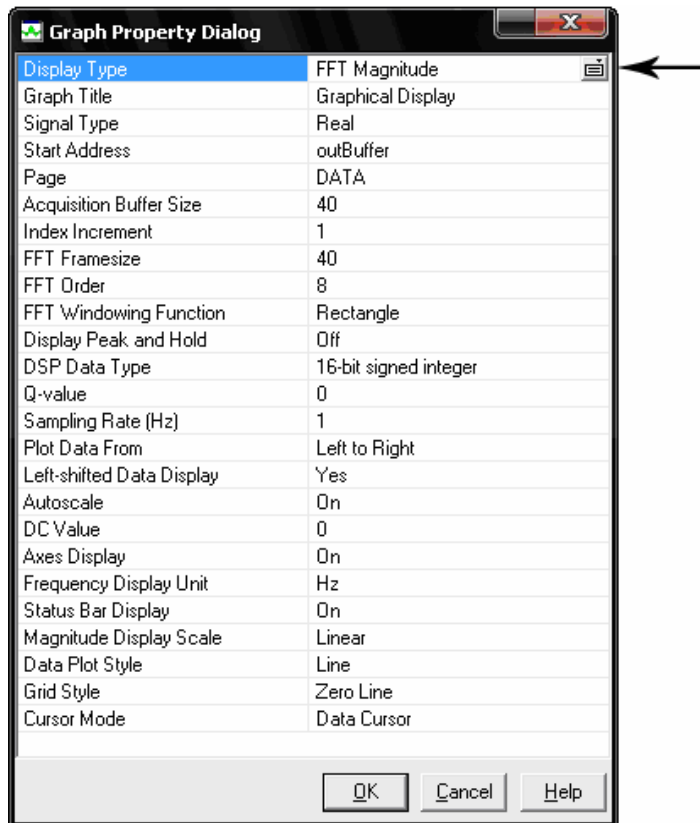 Graph Property Dialog
Display Type FFT Magnitude
Graph Title Graphical Display
Signal Type Real
Start Address outBuffer
Page DATA
Acquisition Buffer Size 40
Index Increment 1
FFT Framesize 40
FFT Order 8
FFT Windowing Function Rectangle
Display Peak and Hold Off
DSP Data Type 16-bit signed integer
Q-value 0
Sampling Rate (Hz) 1
Plot Data From Left to Right
Left-shifted Data Display Yes
Autoscale On
DC Value 0
Axes Display On
Frequency Display Unit Hz
Status Bar Display On
Magnitude Display Scale Linear
Data Plot Style Line
Grid Style Zero Line
Cursor Mode Data Cursor
OK Cancel Help